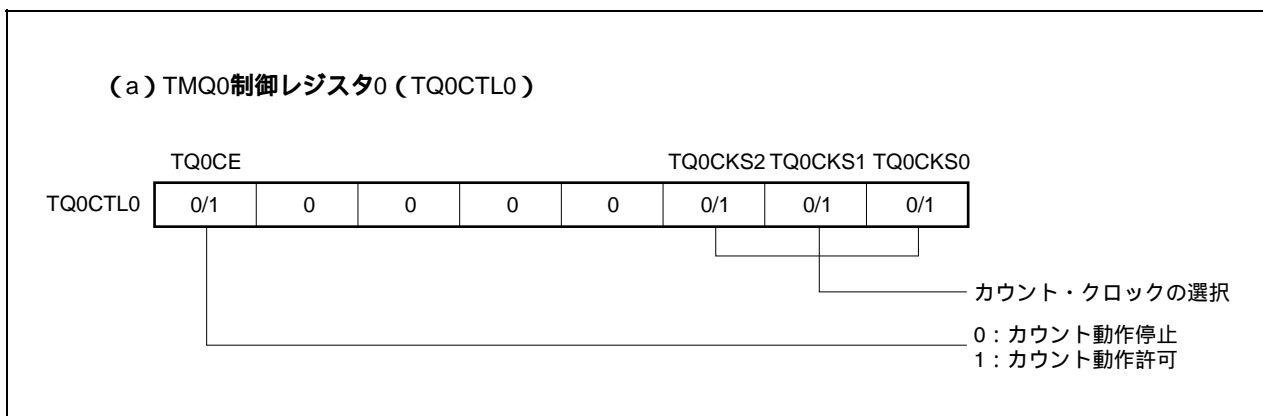 (a)TMQ0制御レジスタ0(TQ0CTL0)
TQ0CE TQ0CKS2 TQ0CKS1 TQ0CKS0
TQ0CTL0 0/1 0 0 0 0 0/1 0/1 0/1
カウント・クロックの選択
0:カウント動作停止
1:カウント動作許可